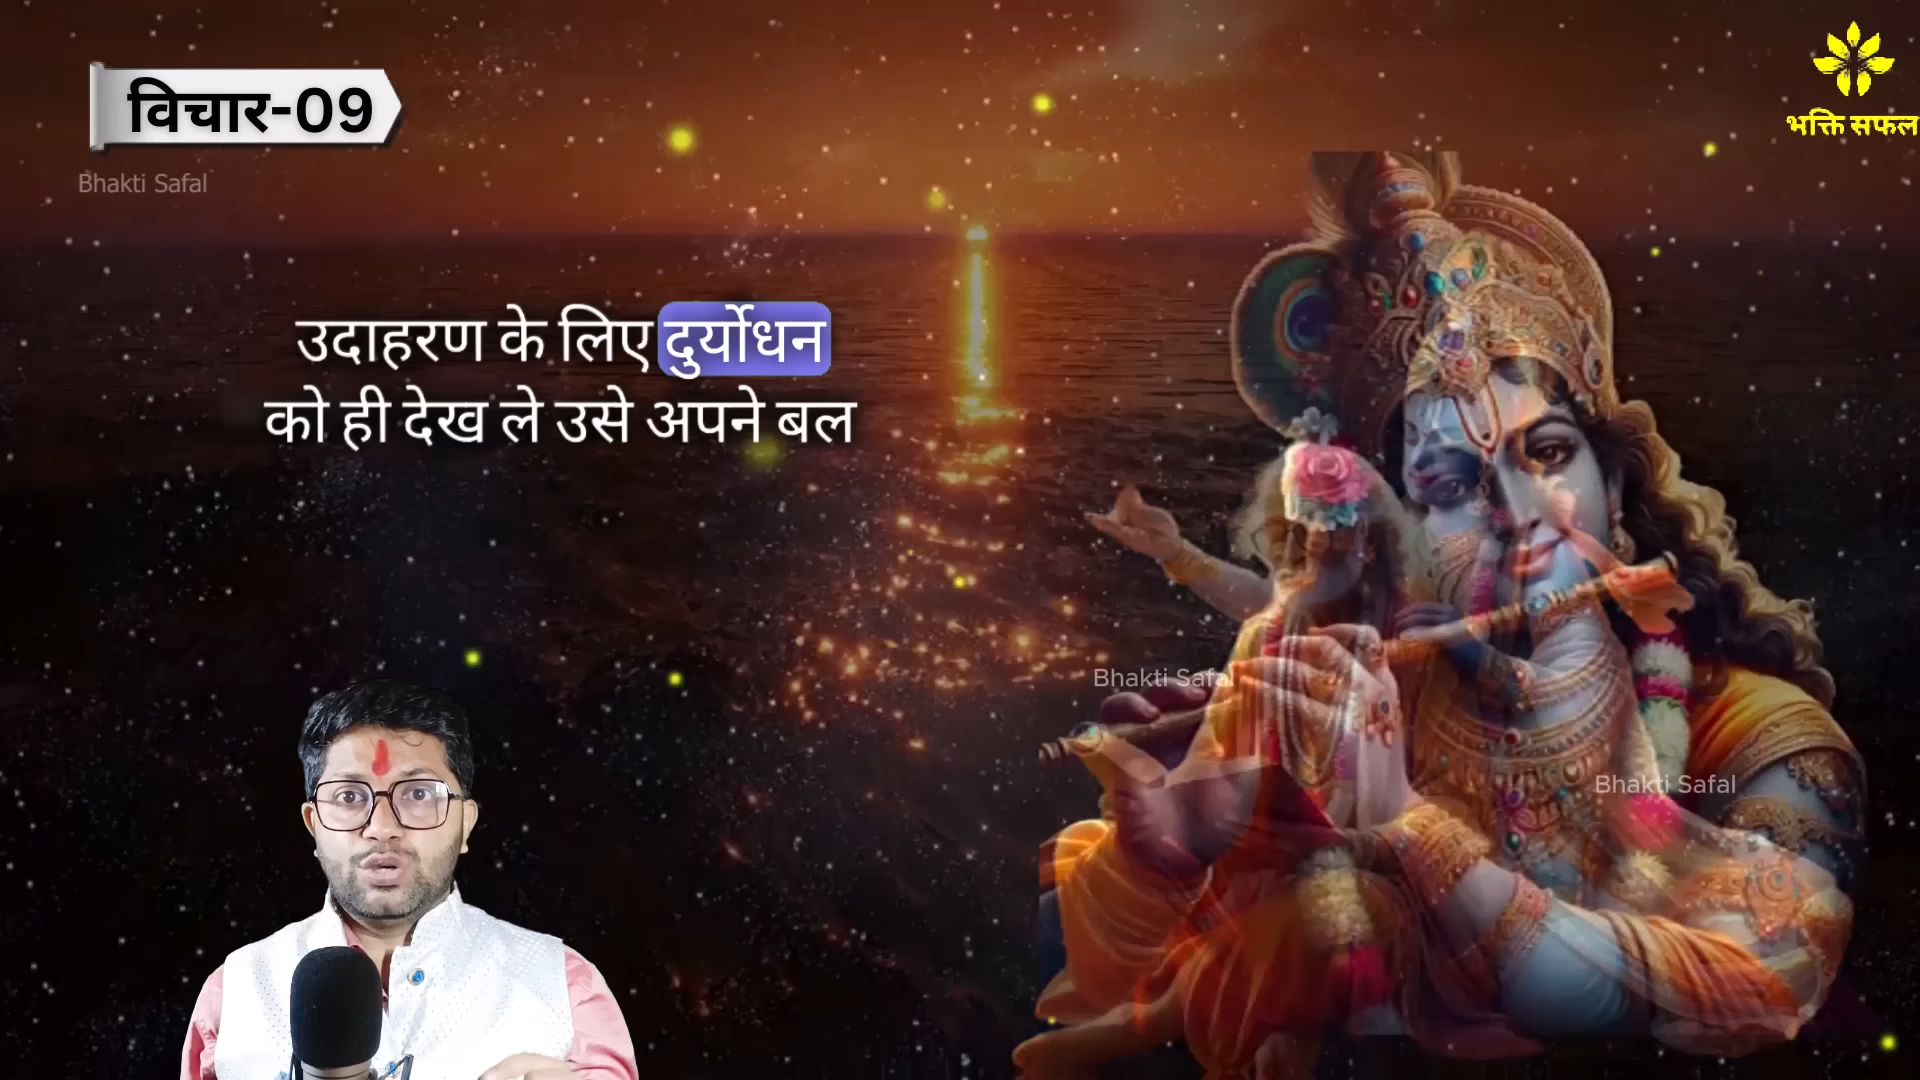 विचार-09
भक्ति सफल
Bhakti Safal
उदाहरण के लिए दुर्योधन
को ही देख ले उसे अपने बल
Bhakti Safal
Bhakti Safal